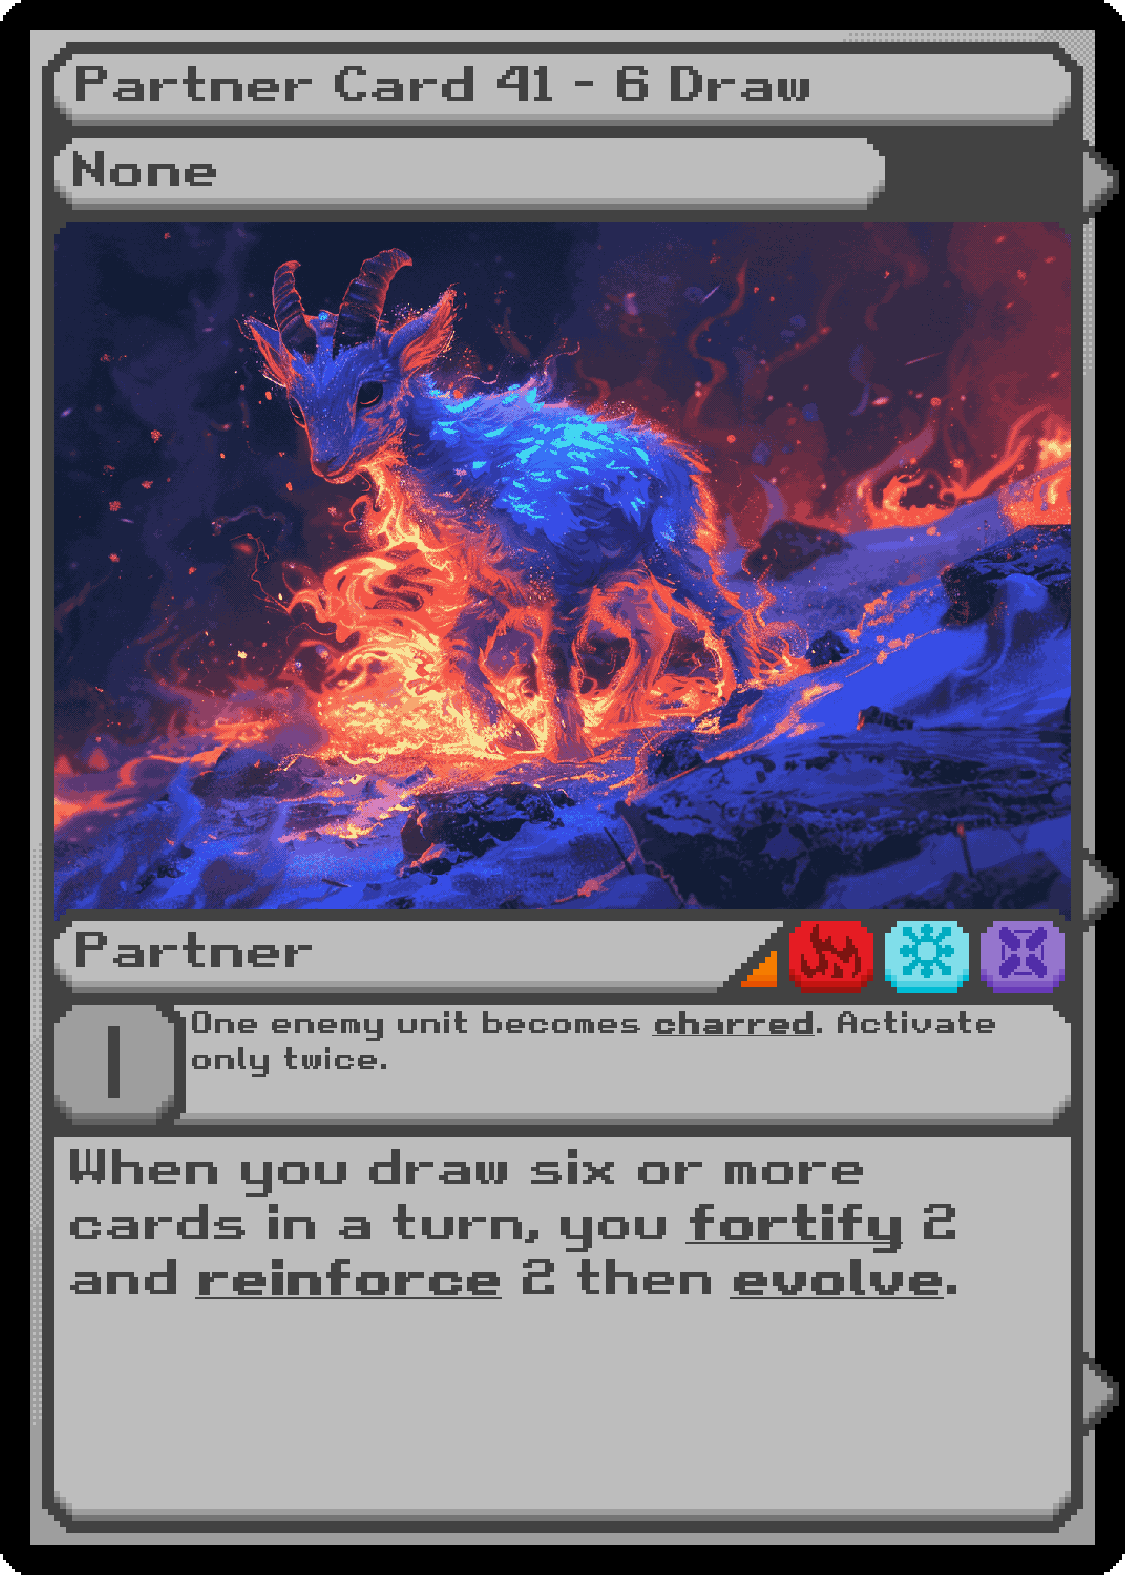 Partner Card 41 - 6 Draw
None
Partner
I
One enemy unit becomes charred. Activate
only twice.
When you draw six or more
cards in a turn, you fortify 2
and reinforce 2 then evolve.